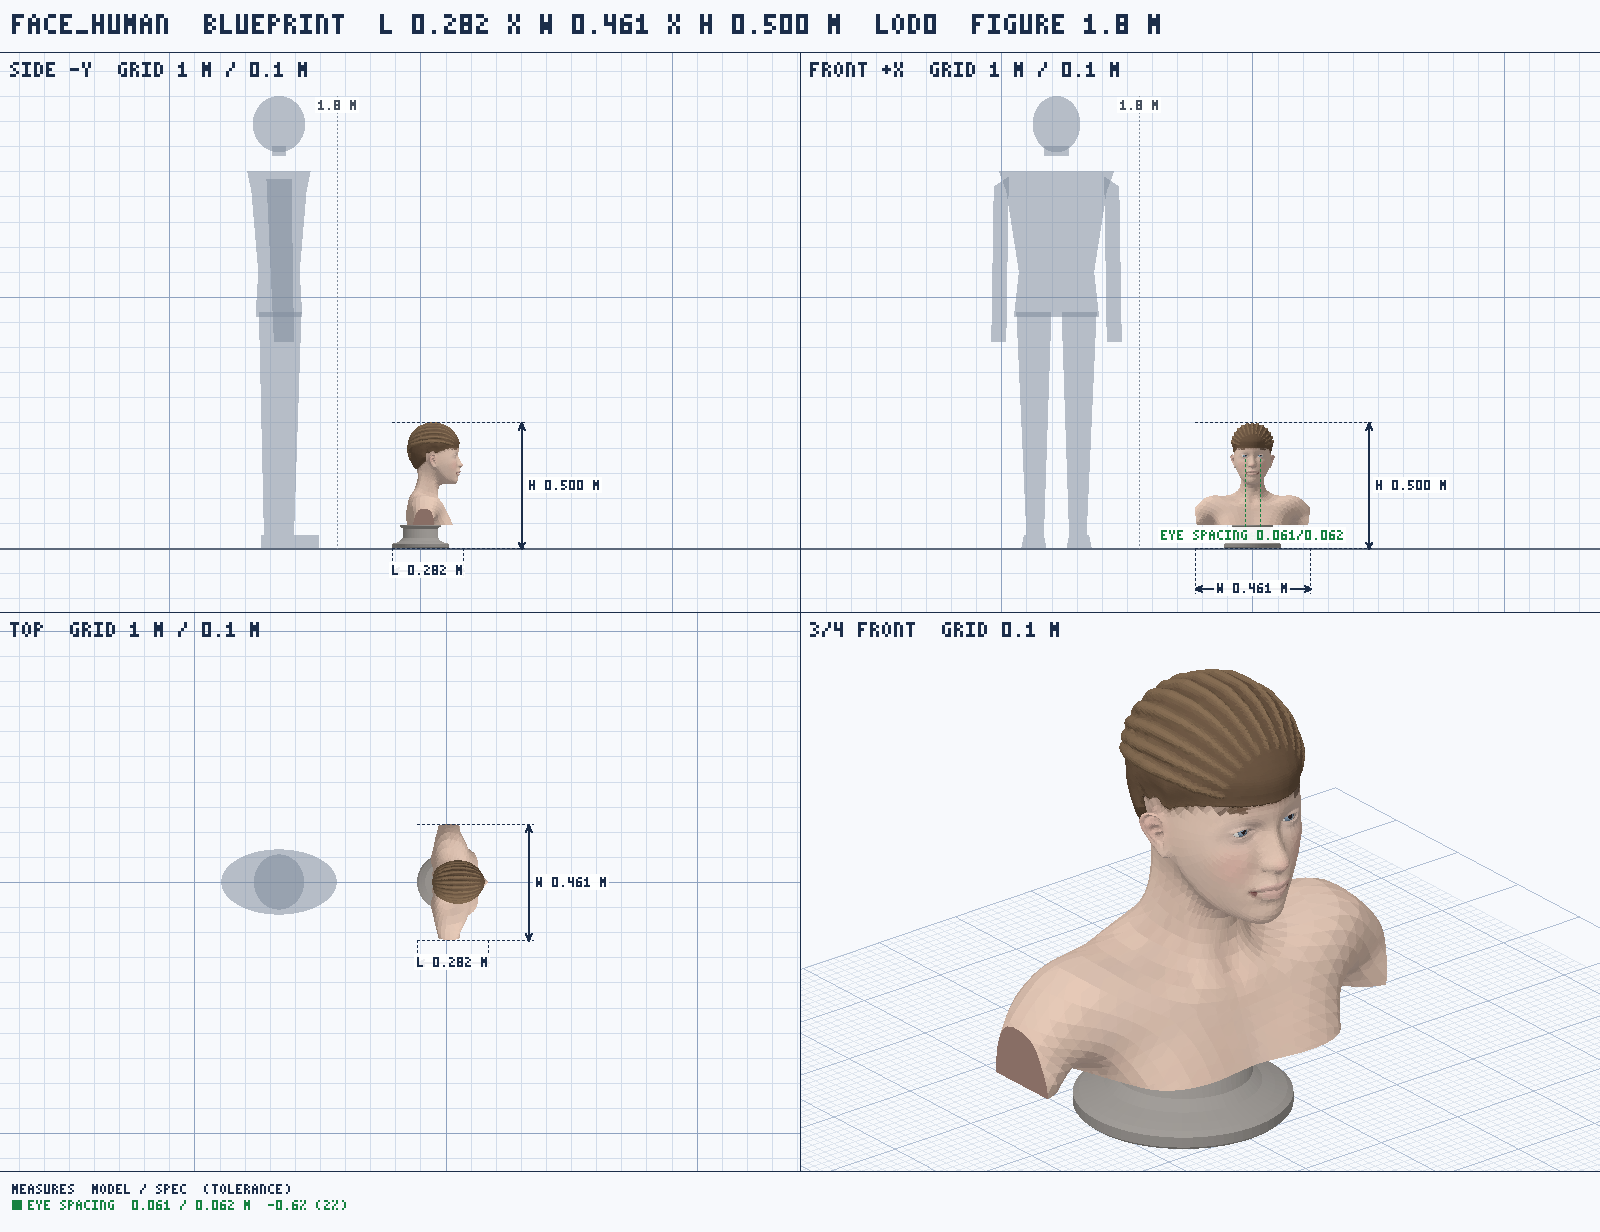 FACE_HUMAN BLUEPRINT L 0.282 X W 0.461 X H 0.500 M LOD0 FIGURE 1.8 M
SIDE -Y GRID 1 M / 0.1 M
1.8 M
H 0.500 M
L 0.282 M
FRONT +X GRID 1 M / 0.1 M
1.8 M
H 0.500 M
EYE SPACING 0.061/0.062
W 0.461 M
TOP GRID 1 M / 0.1 M
W 0.461 M
L 0.282 M
3/4 FRONT GRID 0.1 M
MEASURES MODEL / SPEC (TOLERANCE)
EYE SPACING 0.061 / 0.062 M -0.6% (2%)